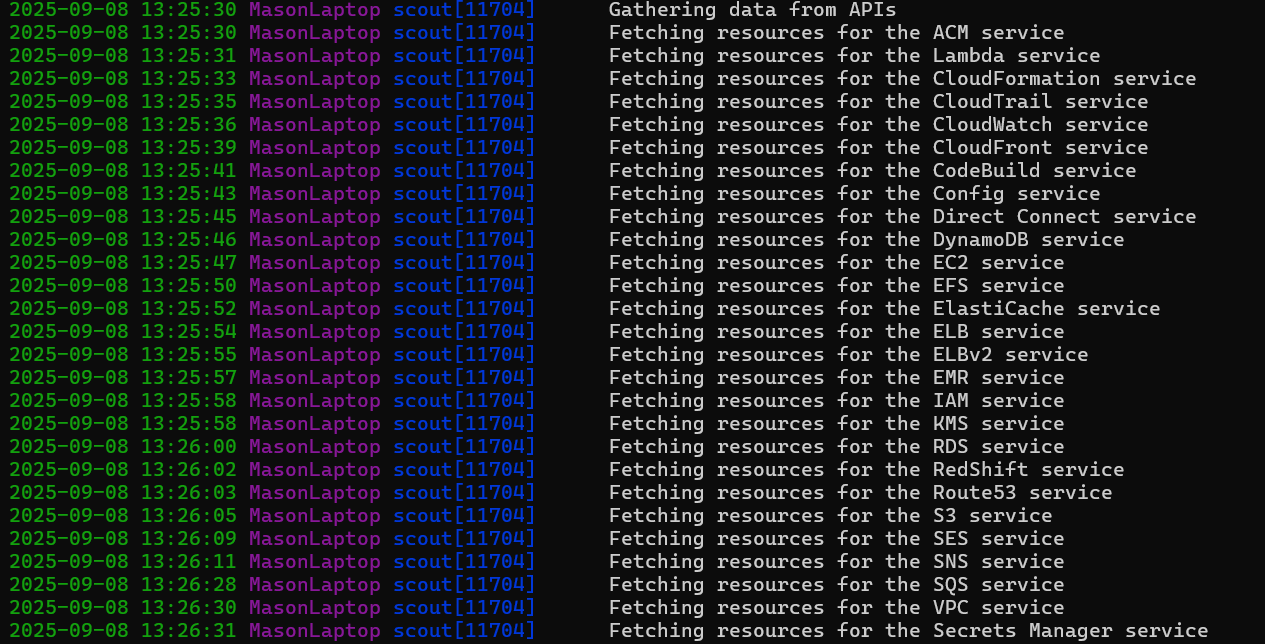 2025-09-08 13:25:30 MasonLaptop scout[11704] Gathering data from APIs
2025-09-08 13:25:30 MasonLaptop scout[11704] Fetching resources for the ACM service
2025-09-08 13:25:31 MasonLaptop scout[11704] Fetching resources for the Lambda service
2025-09-08 13:25:33 MasonLaptop scout[11704] Fetching resources for the CloudFormation service
2025-09-08 13:25:35 MasonLaptop scout[11704] Fetching resources for the CloudTrail service
2025-09-08 13:25:36 MasonLaptop scout[11704] Fetching resources for the CloudWatch service
2025-09-08 13:25:39 MasonLaptop scout[11704] Fetching resources for the CloudFront service
2025-09-08 13:25:41 MasonLaptop scout[11704] Fetching resources for the CodeBuild service
2025-09-08 13:25:43 MasonLaptop scout[11704] Fetching resources for the Config service
2025-09-08 13:25:45 MasonLaptop scout[11704] Fetching resources for the Direct Connect service
2025-09-08 13:25:46 MasonLaptop scout[11704] Fetching resources for the DynamoDB service
2025-09-08 13:25:47 MasonLaptop scout[11704] Fetching resources for the EC2 service
2025-09-08 13:25:50 MasonLaptop scout[11704] Fetching resources for the EFS service
2025-09-08 13:25:52 MasonLaptop scout[11704] Fetching resources for the ElastiCache service
2025-09-08 13:25:54 MasonLaptop scout[11704] Fetching resources for the ELB service
2025-09-08 13:25:55 MasonLaptop scout[11704] Fetching resources for the ELBv2 service
2025-09-08 13:25:57 MasonLaptop scout[11704] Fetching resources for the EMR service
2025-09-08 13:25:58 MasonLaptop scout[11704] Fetching resources for the IAM service
2025-09-08 13:25:58 MasonLaptop scout[11704] Fetching resources for the KMS service
2025-09-08 13:26:00 MasonLaptop scout[11704] Fetching resources for the RDS service
2025-09-08 13:26:02 MasonLaptop scout[11704] Fetching resources for the RedShift service
2025-09-08 13:26:03 MasonLaptop scout[11704] Fetching resources for the Route53 service
2025-09-08 13:26:05 MasonLaptop scout[11704] Fetching resources for the S3 service
2025-09-08 13:26:09 MasonLaptop scout[11704] Fetching resources for the SES service
2025-09-08 13:26:11 MasonLaptop scout[11704] Fetching resources for the SNS service
2025-09-08 13:26:28 MasonLaptop scout[11704] Fetching resources for the SQS service
2025-09-08 13:26:30 MasonLaptop scout[11704] Fetching resources for the VPC service
2025-09-08 13:26:31 MasonLaptop scout[11704] Fetching resources for the Secrets Manager service